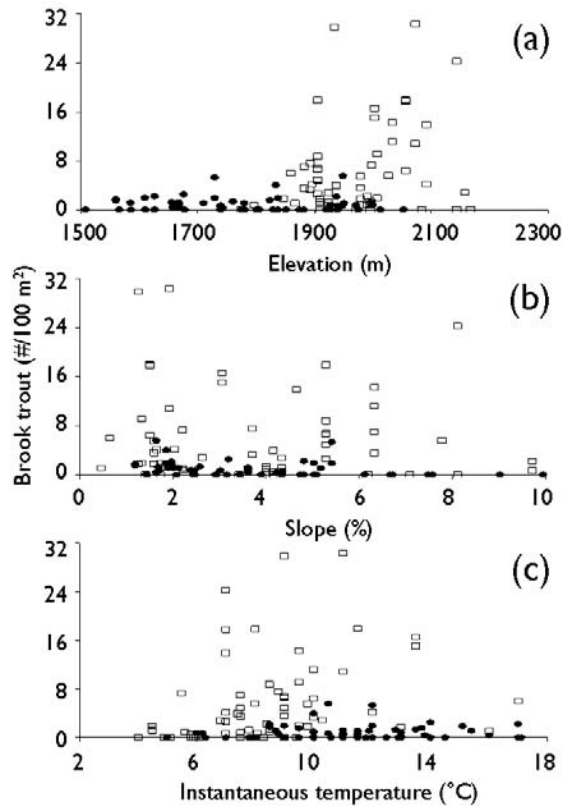 32
(a)
24
16
8
0
1500 1700 1900 2100 2300
Elevation (m)
Brook trout (#/100 m²)
32
(b)
24
16
8
0
0 2 4 6 8 10
Slope (%)
32
(c)
24
16
8
0
2 6 10 14 18
Instantaneous temperature (˚C)